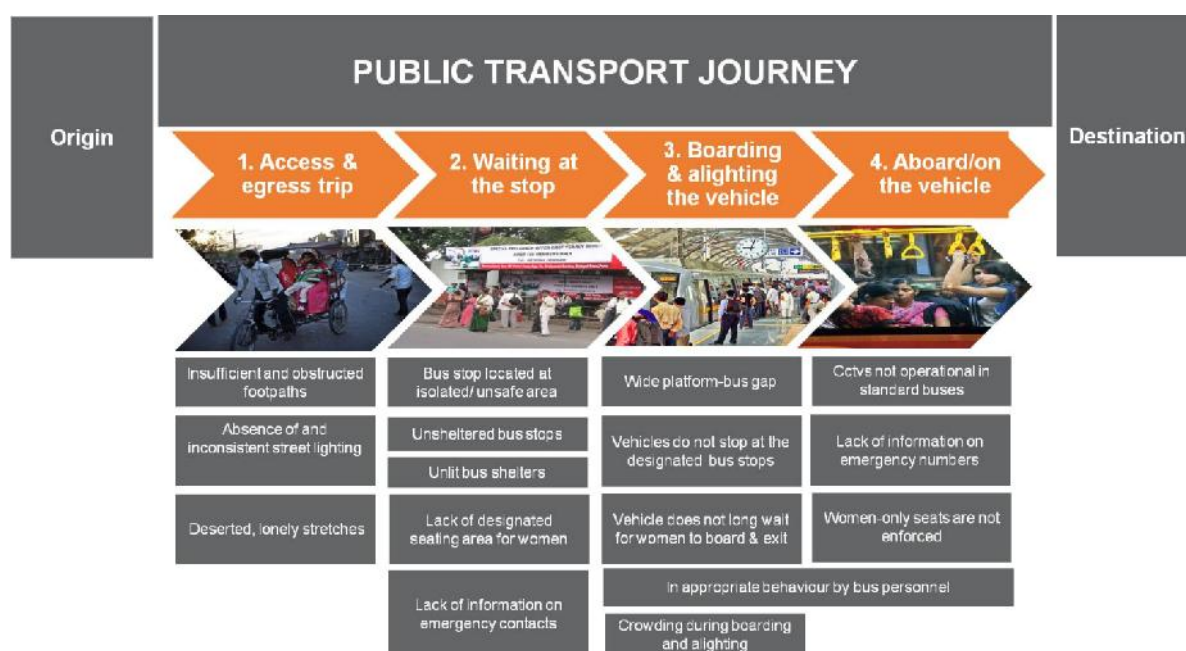 PUBLIC TRANSPORT JOURNEY
Origin
Destination
1. Access &
egress trip
2. Waiting at
the stop
3. Boarding
& alighting
the vehicle
4. Aboard/on
the vehicle
Insufficient and obstructed
footpaths
Absence of and
inconsistent street lighting
Deserted, lonely stretches
Bus stop located at
isolated/ unsafe area
Unsheltered bus stops
Unlit bus shelters
Lack of designated
seating area for women
Lack of information on
emergency contacts
Wide platform-bus gap
Vehicles do not stop at the
designated bus stops
Vehicle does not long wait
for women to board & exit
Cctvs not operational in
standard buses
Lack of information on
emergency numbers
Women-only seats are not
enforced
In appropriate behaviour by bus personnel
Crowding during boarding
and alighting